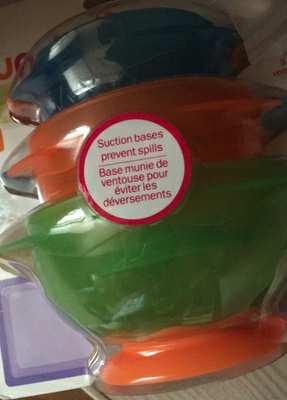 Suction bases
prevent spills
Base munie de
ventouse pour
éviter les
déversements